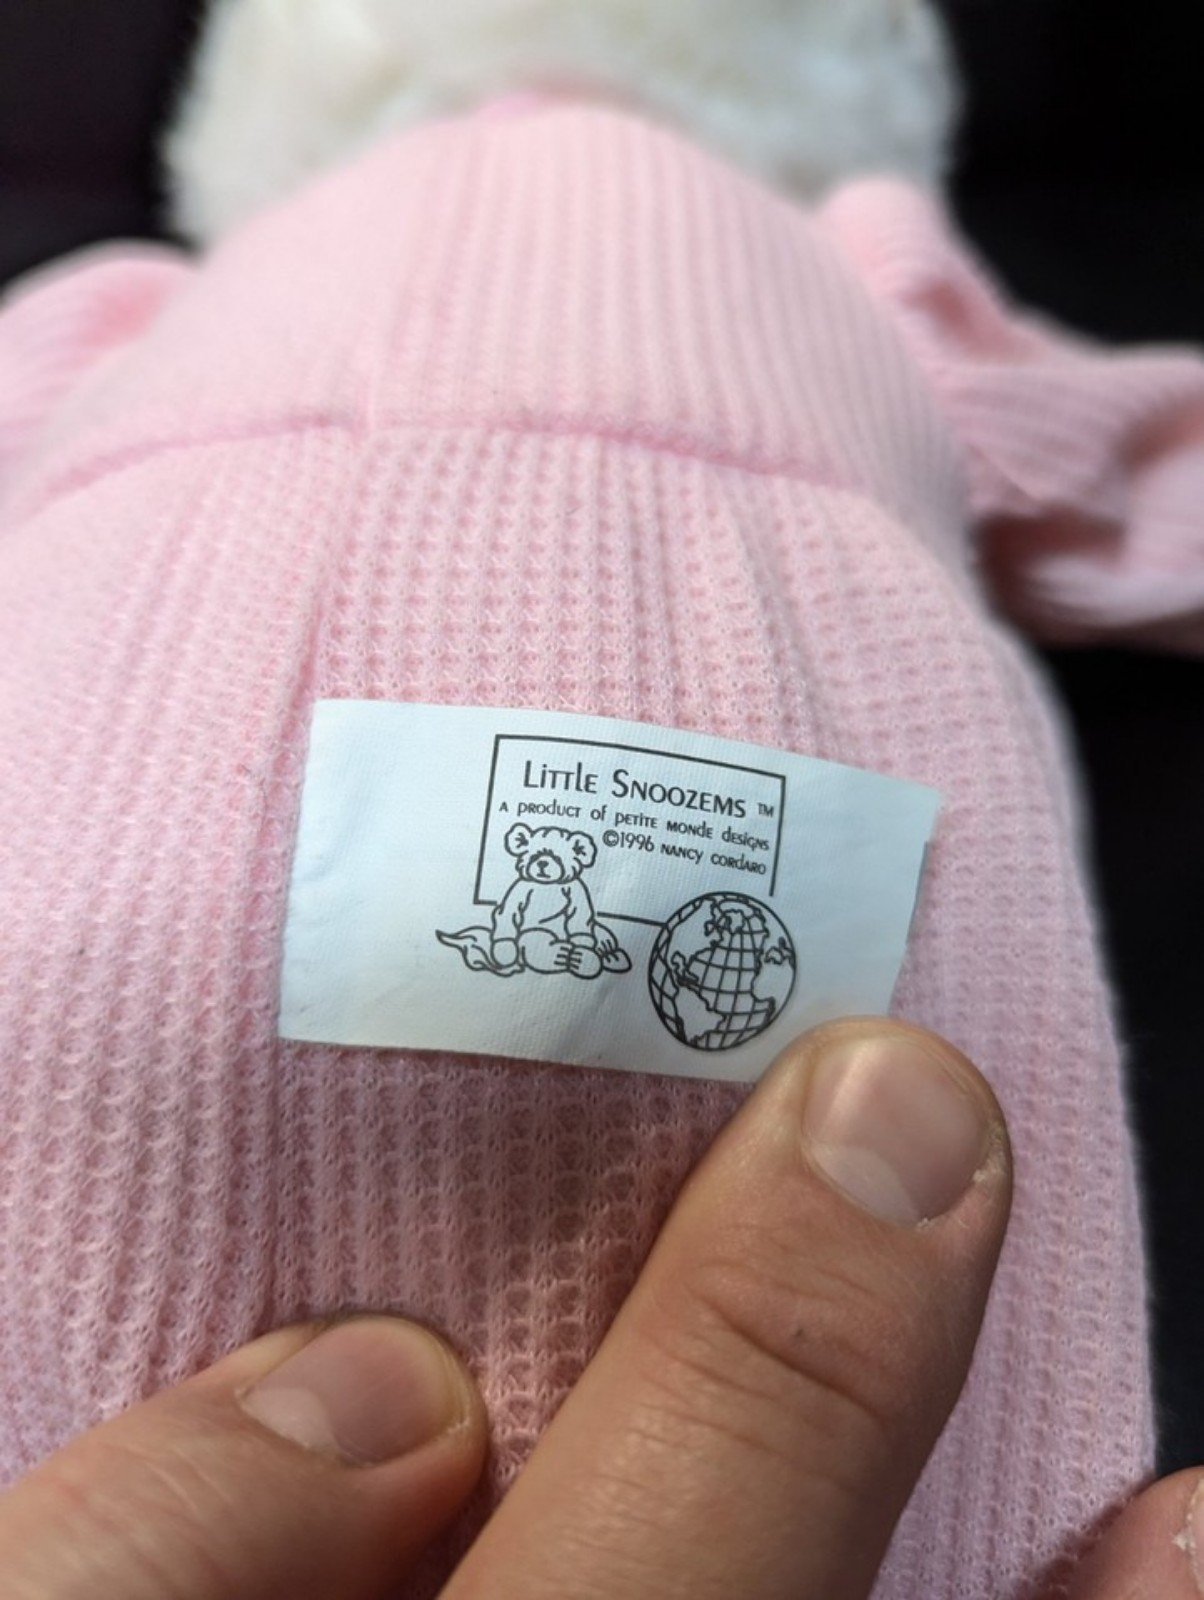 Little Snoozems ™
A product of Petite Monde Designs
©1996 Nancy Cordaro